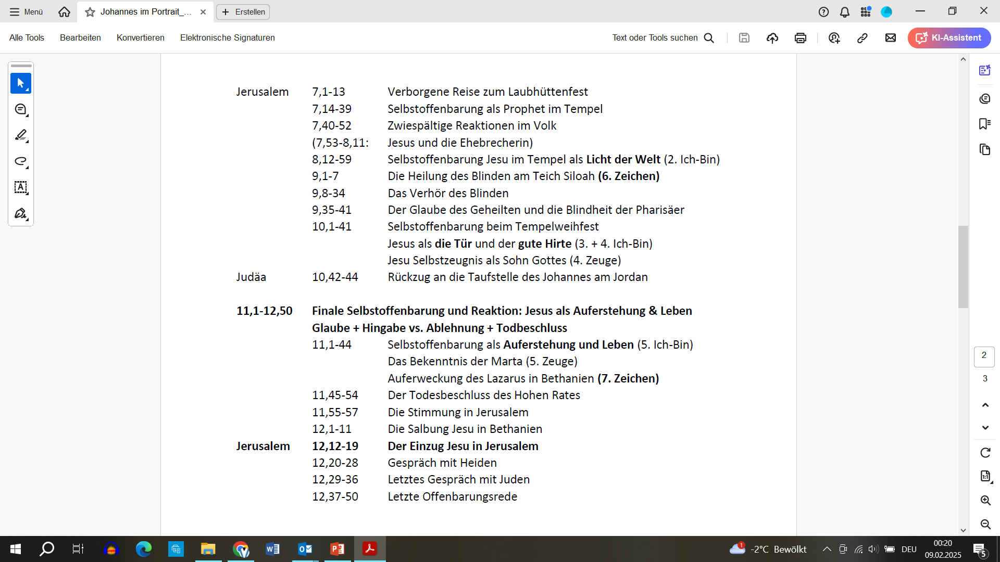 Menü
Johannes im Portrait_...
Erstellen
Alle Tools
Bearbeiten
Konvertieren
Elektronische Signaturen
Text oder Tools suchen
KI-Assistent
Jerusalem 7,1-13 Verborgene Reise zum Laubhüttenfest
7,14-39 Selbstoffenbarung als Prophet im Tempel
7,40-52 Zwiespältige Reaktionen im Volk
(7,53-8,11: Jesus und die Ehebrecherin)
8,12-59 Selbstoffenbarung Jesu im Tempel als Licht der Welt (2. Ich-Bin)
9,1-7 Die Heilung des Blinden am Teich Siloah (6. Zeichen)
9,8-34 Das Verhör des Blinden
9,35-41 Der Glaube des Geheilten und die Blindheit der Pharisäer
10,1-41 Selbstoffenbarung beim Tempelweihfest
Jesus als die Tür und der gute Hirte (3. + 4. Ich-Bin)
Jesu Selbstzeugnis als Sohn Gottes (4. Zeuge)
Judäa 10,42-44 Rückzug an die Taufstelle des Johannes am Jordan
11,1-12,50 Finale Selbstoffenbarung und Reaktion: Jesus als Auferstehung & Leben
Glaube + Hingabe vs. Ablehnung + Todbeschluss
11,1-44 Selbstoffenbarung als Auferstehung und Leben (5. Ich-Bin)
Das Bekenntnis der Marta (5. Zeuge)
Auferweckung des Lazarus in Bethanien (7. Zeichen)
11,45-54 Der Todesbeschluss des Hohen Rates
11,55-57 Die Stimmung in Jerusalem
12,1-11 Die Salbung Jesu in Bethanien
Jerusalem 12,12-19 Der Einzug Jesu in Jerusalem
12,20-28 Gespräch mit Heiden
12,29-36 Letztes Gespräch mit Juden
12,37-50 Letzte Offenbarungsrede
2
3
1
-2°C Bewölkt
DEU
00:20
09.02.2025
5